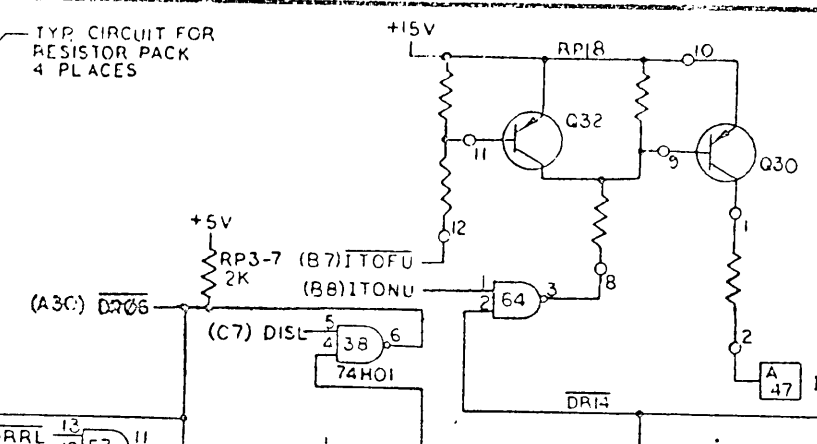 TYP. CIRCUIT FOR
RESISTOR PACK
4 PLACES
+15V
RP18
10
Q32
11
9
Q30
12
1
+5V
RP3-7
2K
(B7) ITOFU
(B8) ITONU
1
2
64
3
8
(C7) DISL
5
4
38
6
74H01
2
A
47
DR14
RRL
13
11